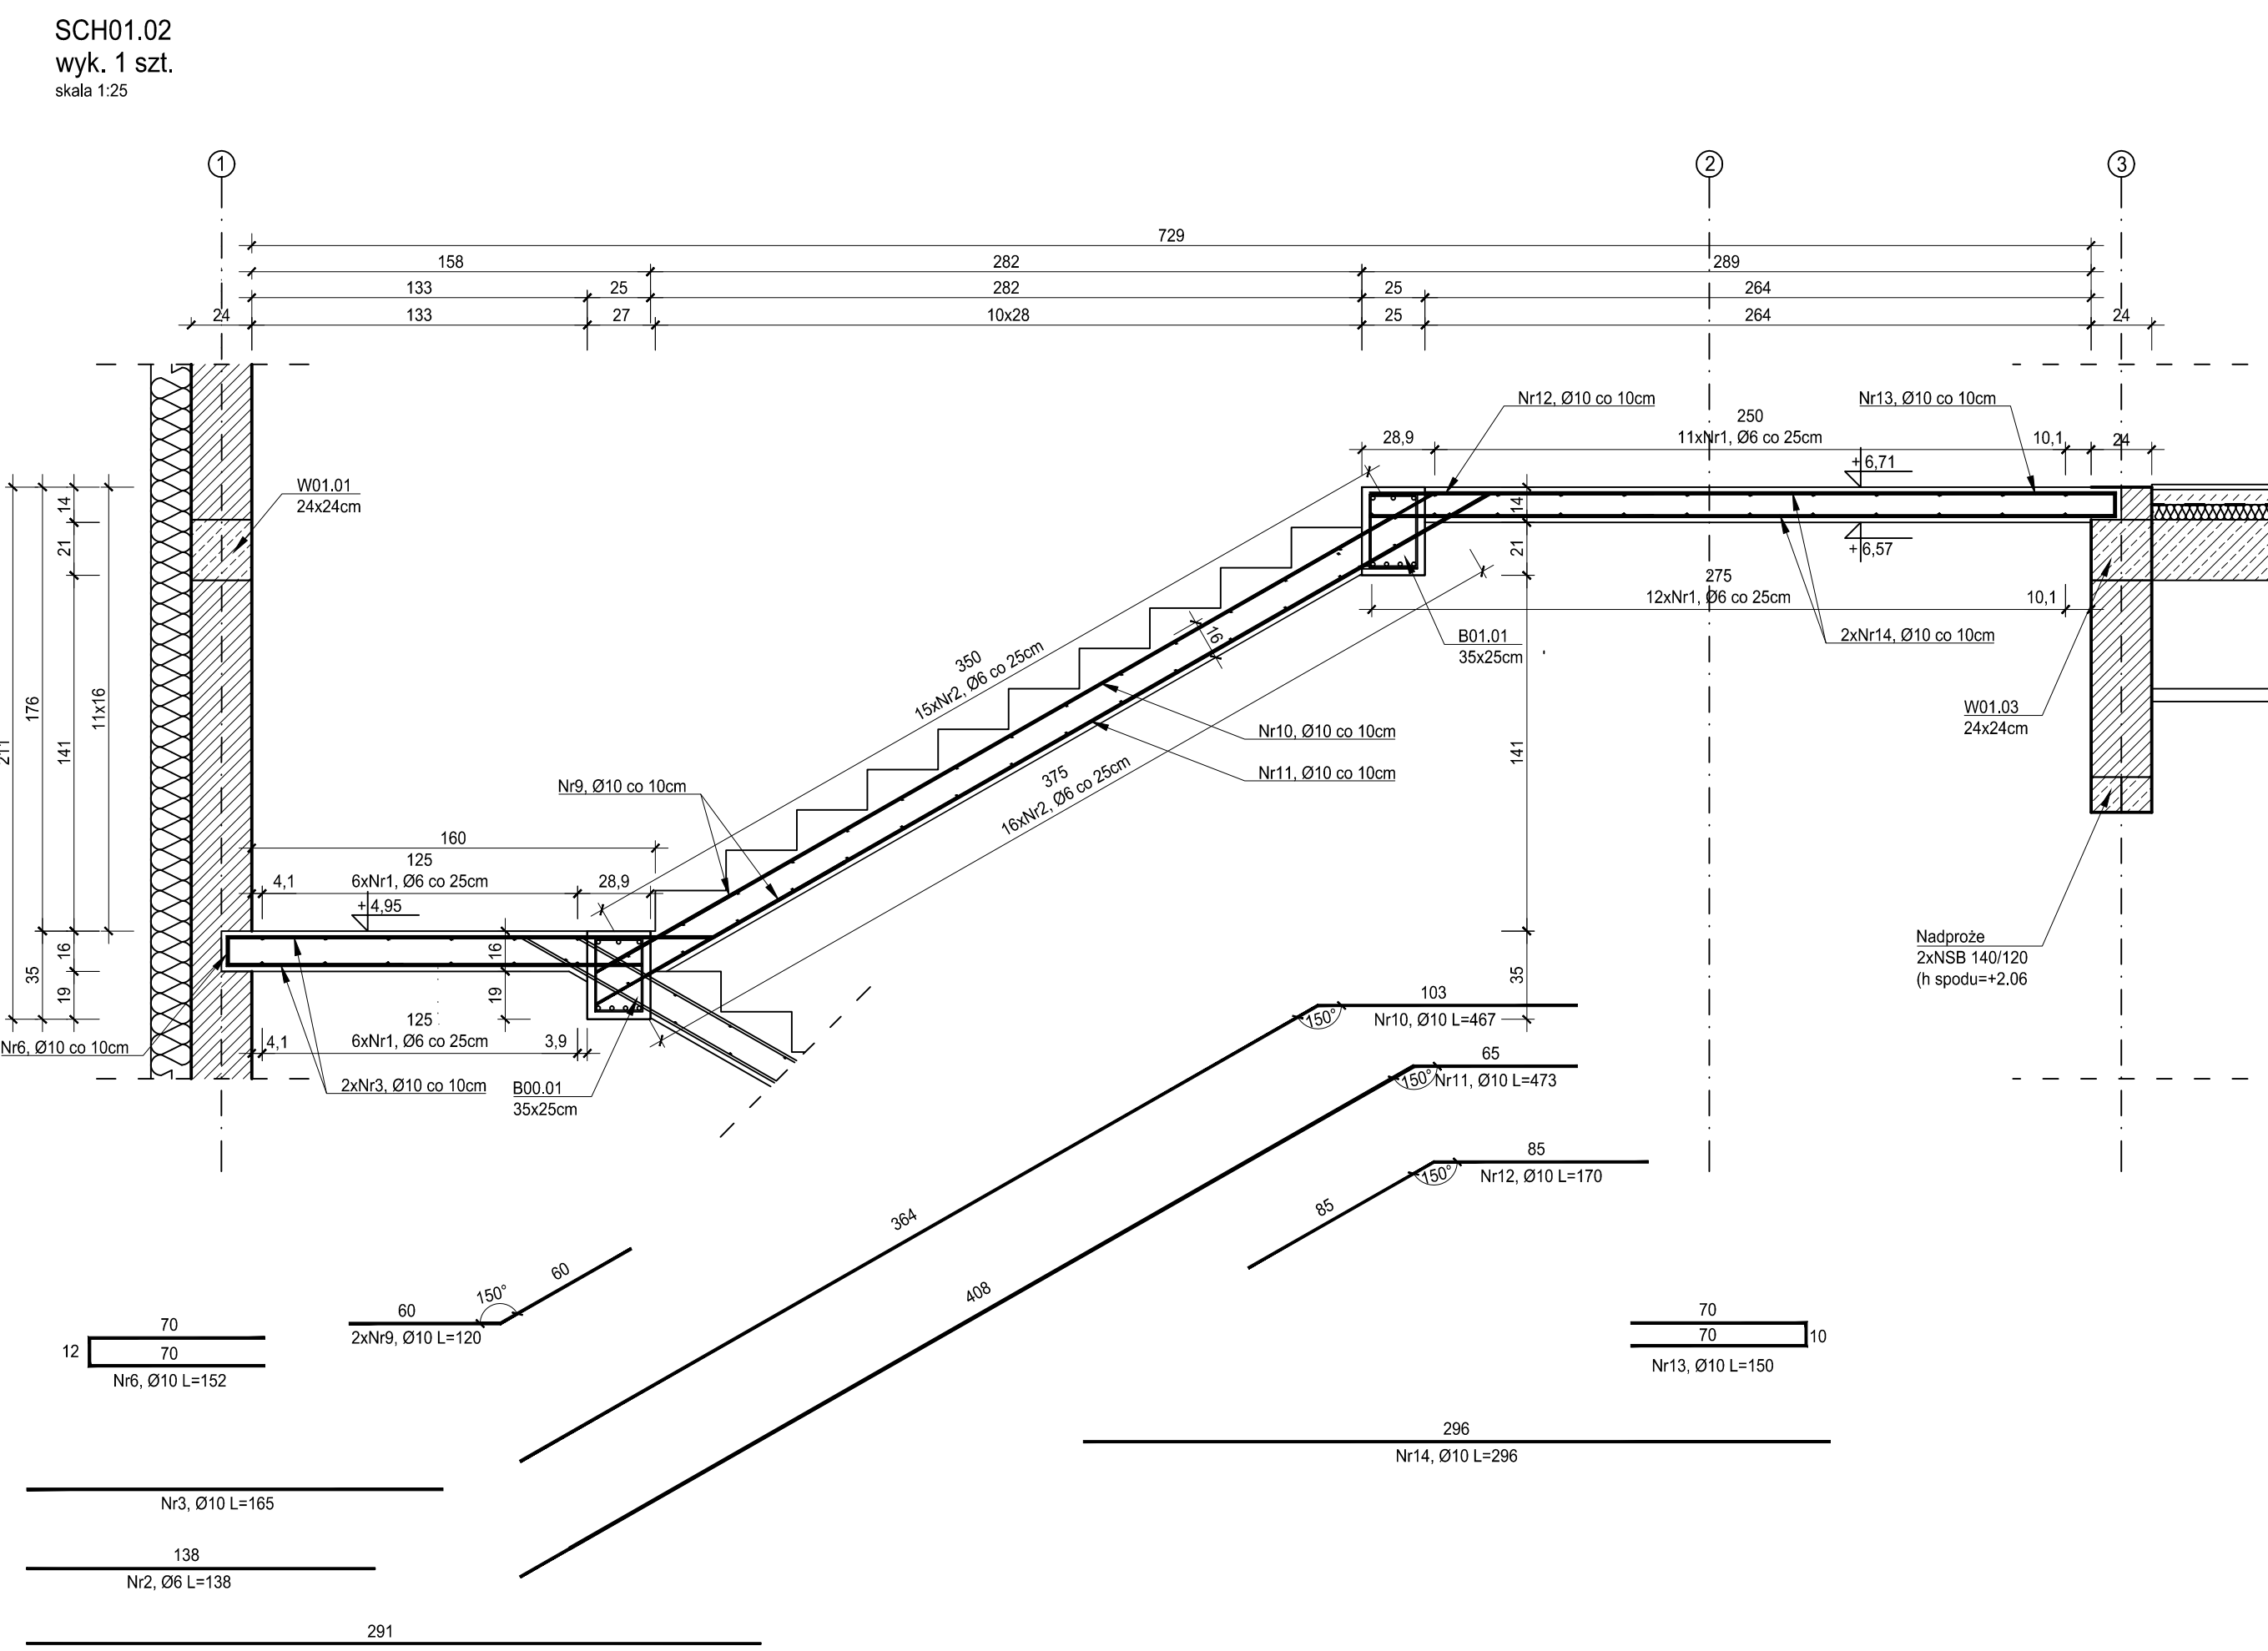 SCH01.02
wyk. 1 szt.
skala 1:25
1
2
3
729
158
282
289
133
25
282
25
264
24
133
27
10x28
25
264
24
Nr12, Ø10 co 10cm
Nr13, Ø10 co 10cm
250
28,9
11xNr1, Ø6 co 25cm
10,1
24
+ 6,71
W01.01
24x24cm
14
14
21
21
+ 6,57
275
12xNr1, Ø6 co 25cm
10,1
16
B01.01
35x25cm
2xNr14, Ø10 co 10cm
350
15xNr2, Ø6 co 25cm
176
11x16
141
141
W01.03
24x24cm
Nr10, Ø10 co 10cm
Nr11, Ø10 co 10cm
375
16xNr2, Ø6 co 25cm
Nr9, Ø10 co 10cm
160
125
4,1
6xNr1, Ø6 co 25cm
28,9
+ 4,95
16
16
35
19
19
35
Nadproże
2xNSB 140/120
(h spodu=+2.06
125
4,1
6xNr1, Ø6 co 25cm
3,9
Nr6, Ø10 co 10cm
2xNr3, Ø10 co 10cm
B00.01
35x25cm
103
150°
Nr10, Ø10 L=467
65
150°
Nr11, Ø10 L=473
85
150°
Nr12, Ø10 L=170
85
364
408
60
150°
60
2xNr9, Ø10 L=120
70
12
70
Nr6, Ø10 L=152
70
70
10
Nr13, Ø10 L=150
296
Nr14, Ø10 L=296
Nr3, Ø10 L=165
138
Nr2, Ø6 L=138
291